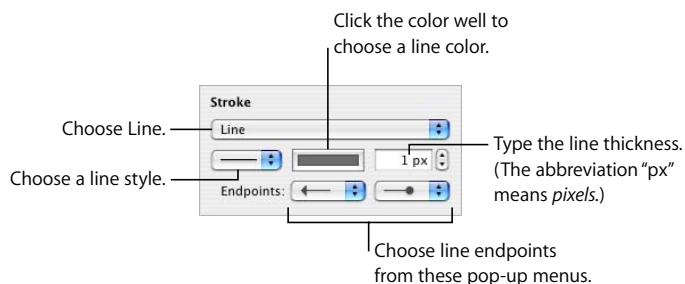 Click the color well to
choose a line color.
Stroke
Choose Line.
Line
Choose a line style.
1 px
Type the line thickness.
(The abbreviation “px”
means pixels.)
Endpoints:
Choose line endpoints
from these pop-up menus.